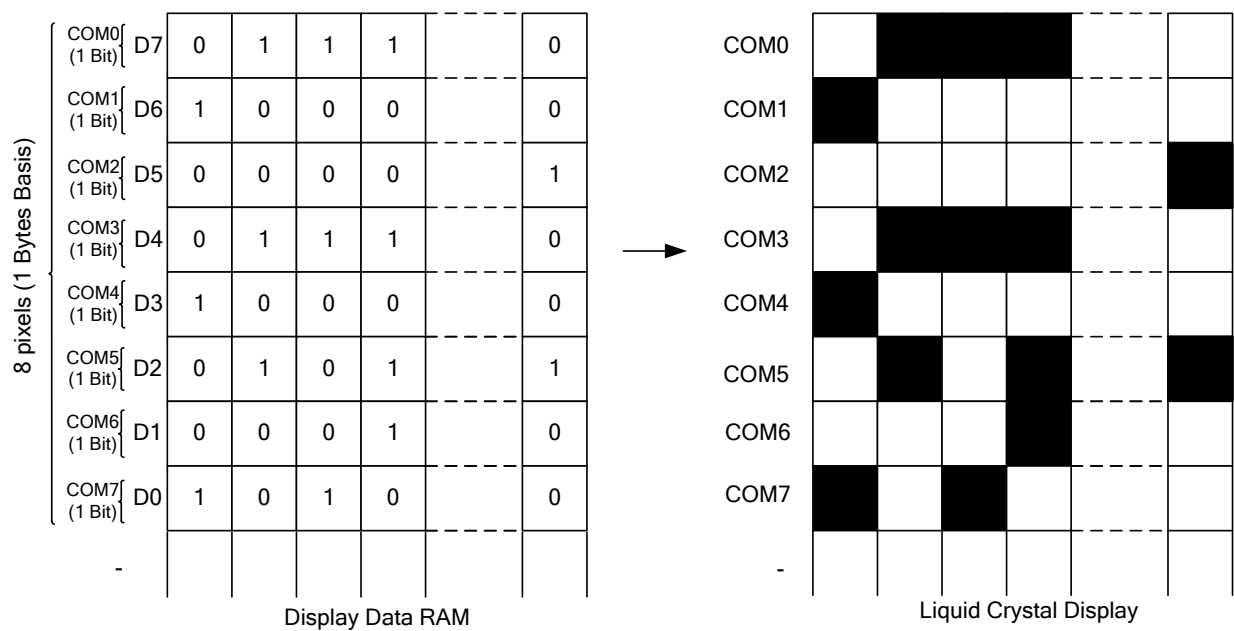 8 pixels (1 Bytes Basis)
COM0 (1 Bit) D7 0 1 1 1 0
COM1 (1 Bit) D6 1 0 0 0 0
COM2 (1 Bit) D5 0 0 0 0 1
COM3 (1 Bit) D4 0 1 1 1 0
COM4 (1 Bit) D3 1 0 0 0 0
COM5 (1 Bit) D2 0 1 0 1 1
COM6 (1 Bit) D1 0 0 0 1 0
COM7 (1 Bit) D0 1 0 1 0 0
-
Display Data RAM
COM0
COM1
COM2
COM3
COM4
COM5
COM6
COM7
-
Liquid Crystal Display